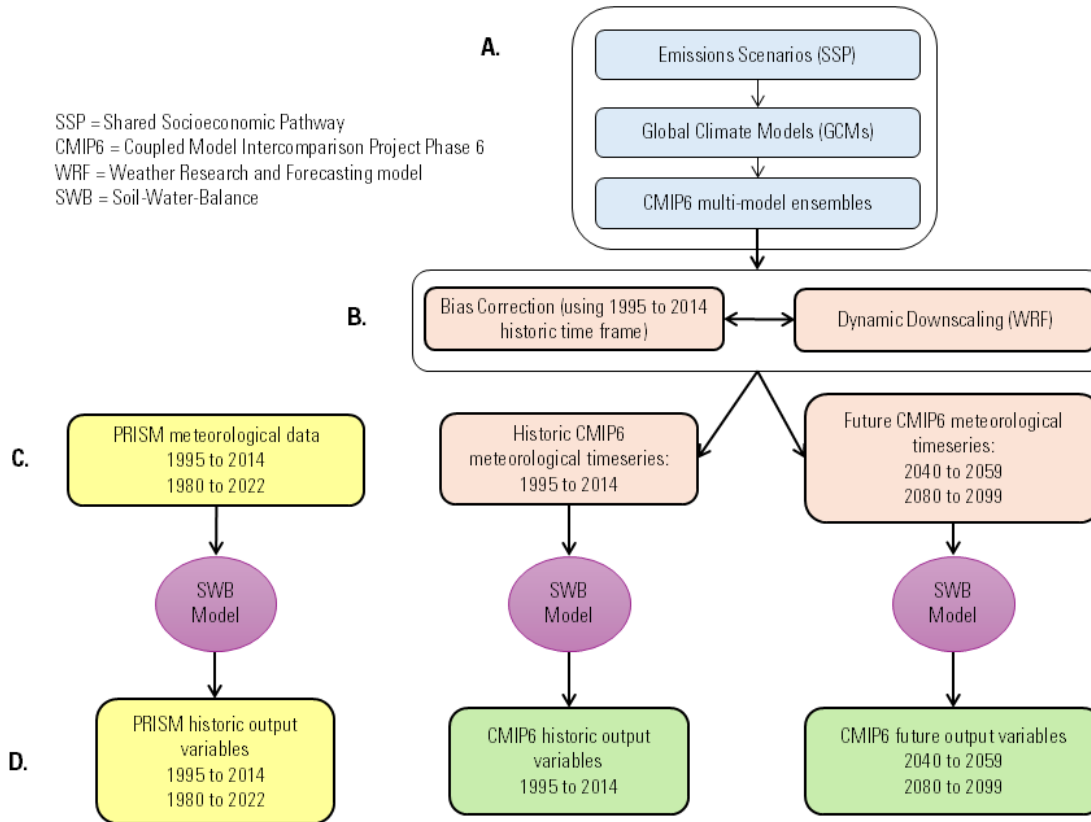 A.
Emissions Scenarios (SSP)
Global Climate Models (GCMs)
CMIP6 multi-model ensembles
SSP = Shared Socioeconomic Pathway
CMIP6 = Coupled Model Intercomparison Project Phase 6
WRF = Weather Research and Forecasting model
SWB = Soil-Water-Balance
B.
Bias Correction (using 1995 to 2014
historic time frame)
Dynamic Downscaling (WRF)
C.
PRISM meteorological data
1995 to 2014
1980 to 2022
Historic CMIP6
meteorological timeseries:
1995 to 2014
Future CMIP6 meteorological
timeseries:
2040 to 2059
2080 to 2099
SWB
Model
SWB
Model
SWB
Model
D.
PRISM historic output
variables
1995 to 2014
1980 to 2022
CMIP6 historic output
variables
1995 to 2014
CMIP6 future output variables
2040 to 2059
2080 to 2099